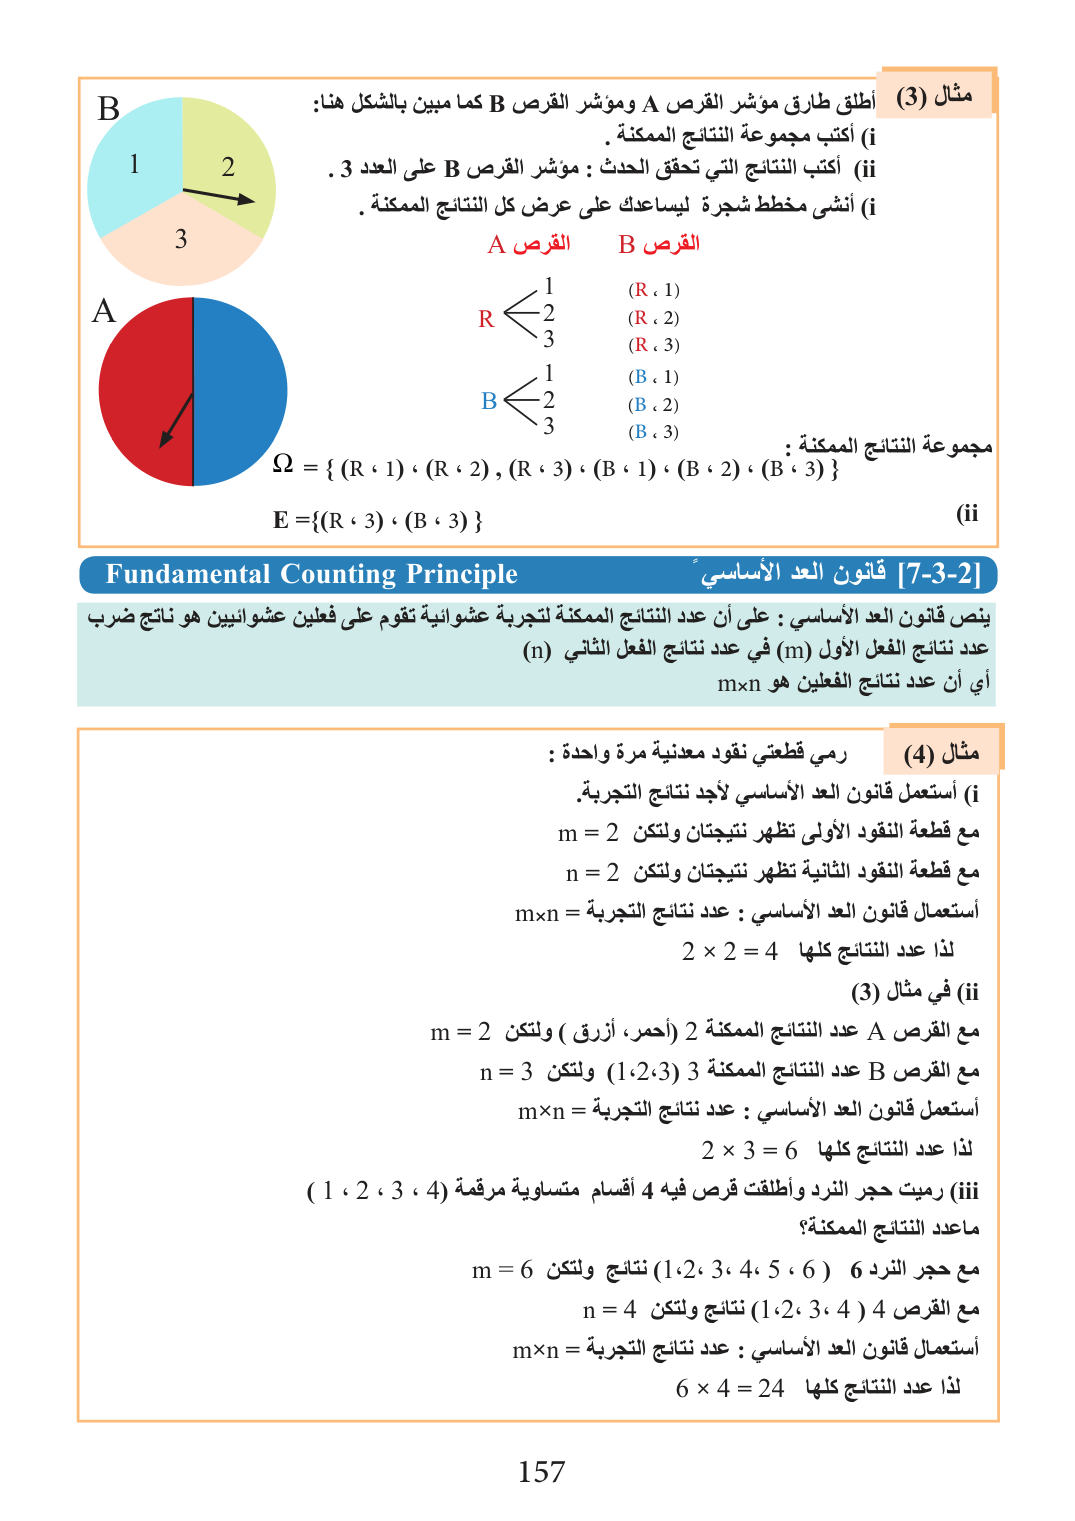 مثال (3)
أطلق طارق مؤشر القرص A ومؤشر القرص B كما مبين بالشكل هنا:
i) أكتب مجموعة النتائج الممكنة .
ii) أكتب النتائج التي تحقق الحدث : مؤشر القرص B على العدد 3 .
i) أنشى مخطط شجرة ليساعدك على عرض كل النتائج الممكنة .
B
1
2
3
A
القرص A القرص B
1 (R ، 1)
R 2 (R ، 2)
3 (R ، 3)
1 (B ، 1)
B 2 (B ، 2)
3 (B ، 3)
مجموعة النتائج الممكنة :
Ω = { (R ، 1) ، (R ، 2) , (R ، 3) ، (B ، 1) ، (B ، 2) ، (B ، 3) }
ii) E ={(R ، 3) ، (B ، 3) }
[7-3-2] قانون العد الأساسي ً Fundamental Counting Principle
ينص قانون العد الأساسي : على أن عدد النتائج الممكنة لتجربة عشوائية تقوم على فعلين عشوائيين هو ناتج ضرب
عدد نتائج الفعل الأول (m) في عدد نتائج الفعل الثاني (n)
أي أن عدد نتائج الفعلين هو m×n
مثال (4) رمي قطعتي نقود معدنية مرة واحدة :
i) أستعمل قانون العد الأساسي لأجد نتائج التجربة.
مع قطعة النقود الأولى تظهر نتيجتان ولتكن m = 2
مع قطعة النقود الثانية تظهر نتيجتان ولتكن n = 2
أستعمال قانون العد الأساسي : عدد نتائج التجربة = m×n
لذا عدد النتائج كلها 2 × 2 = 4
ii) في مثال (3)
مع القرص A عدد النتائج الممكنة 2 (أحمر، أزرق ) ولتكن m = 2
مع القرص B عدد النتائج الممكنة 3 (1،2،3) ولتكن n = 3
أستعمل قانون العد الأساسي : عدد نتائج التجربة = m×n
لذا عدد النتائج كلها 2 × 3 = 6
iii) رميت حجر النرد وأطلقت قرص فيه 4 أقسام متساوية مرقمة ( 1 ، 2 ، 3 ، 4)
ماعدد النتائج الممكنة؟
مع حجر النرد 6 (1،2، 3، 4، 5 ، 6 ) نتائج ولتكن m = 6
مع القرص 4 (1،2، 3، 4 ) نتائج ولتكن n = 4
أستعمال قانون العد الأساسي : عدد نتائج التجربة = m×n
لذا عدد النتائج كلها 6 × 4 = 24
157